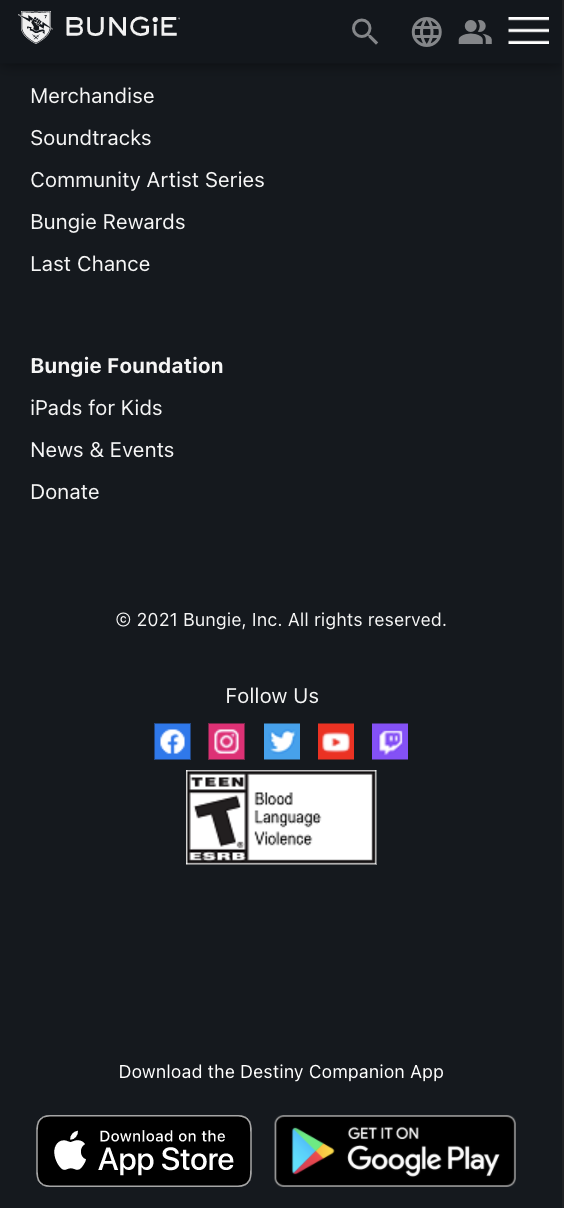 BUNGiE
Merchandise
Soundtracks
Community Artist Series
Bungie Rewards
Last Chance
Bungie Foundation
iPads for Kids
News & Events
Donate
© 2021 Bungie, Inc. All rights reserved.
Follow Us
TEEN
T
ESRB
Blood
Language
Violence
Download the Destiny Companion App
Download on the
App Store
GET IT ON
Google Play